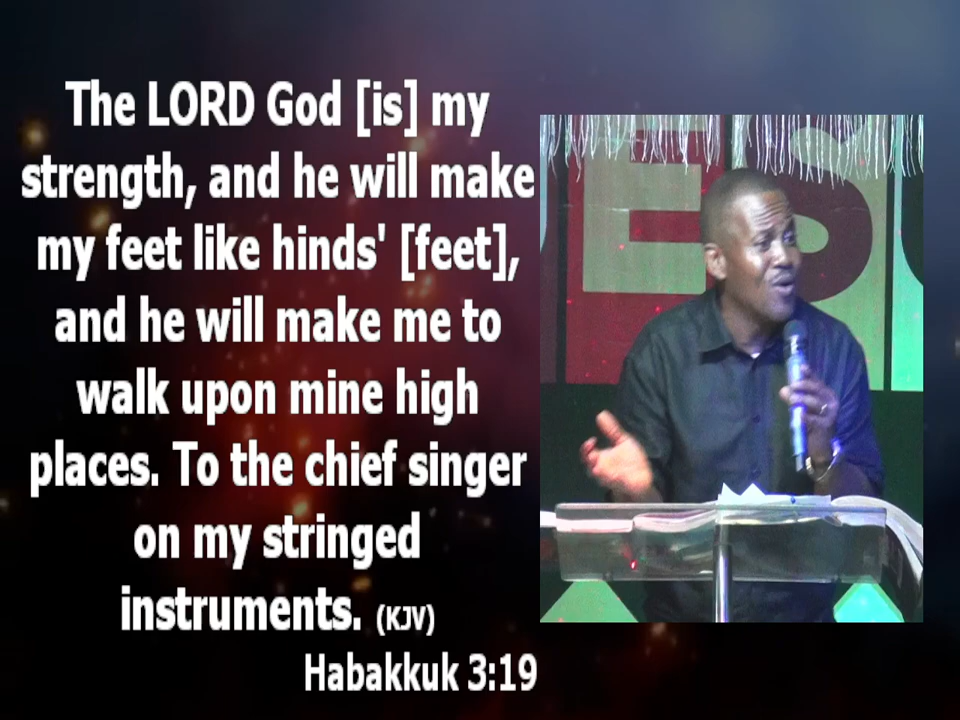 The LORD God [is] my
strength, and he will make
my feet like hinds' [feet],
and he will make me to
walk upon mine high
places. To the chief singer
on my stringed
instruments. (KJV)
Habakkuk 3:19
ES